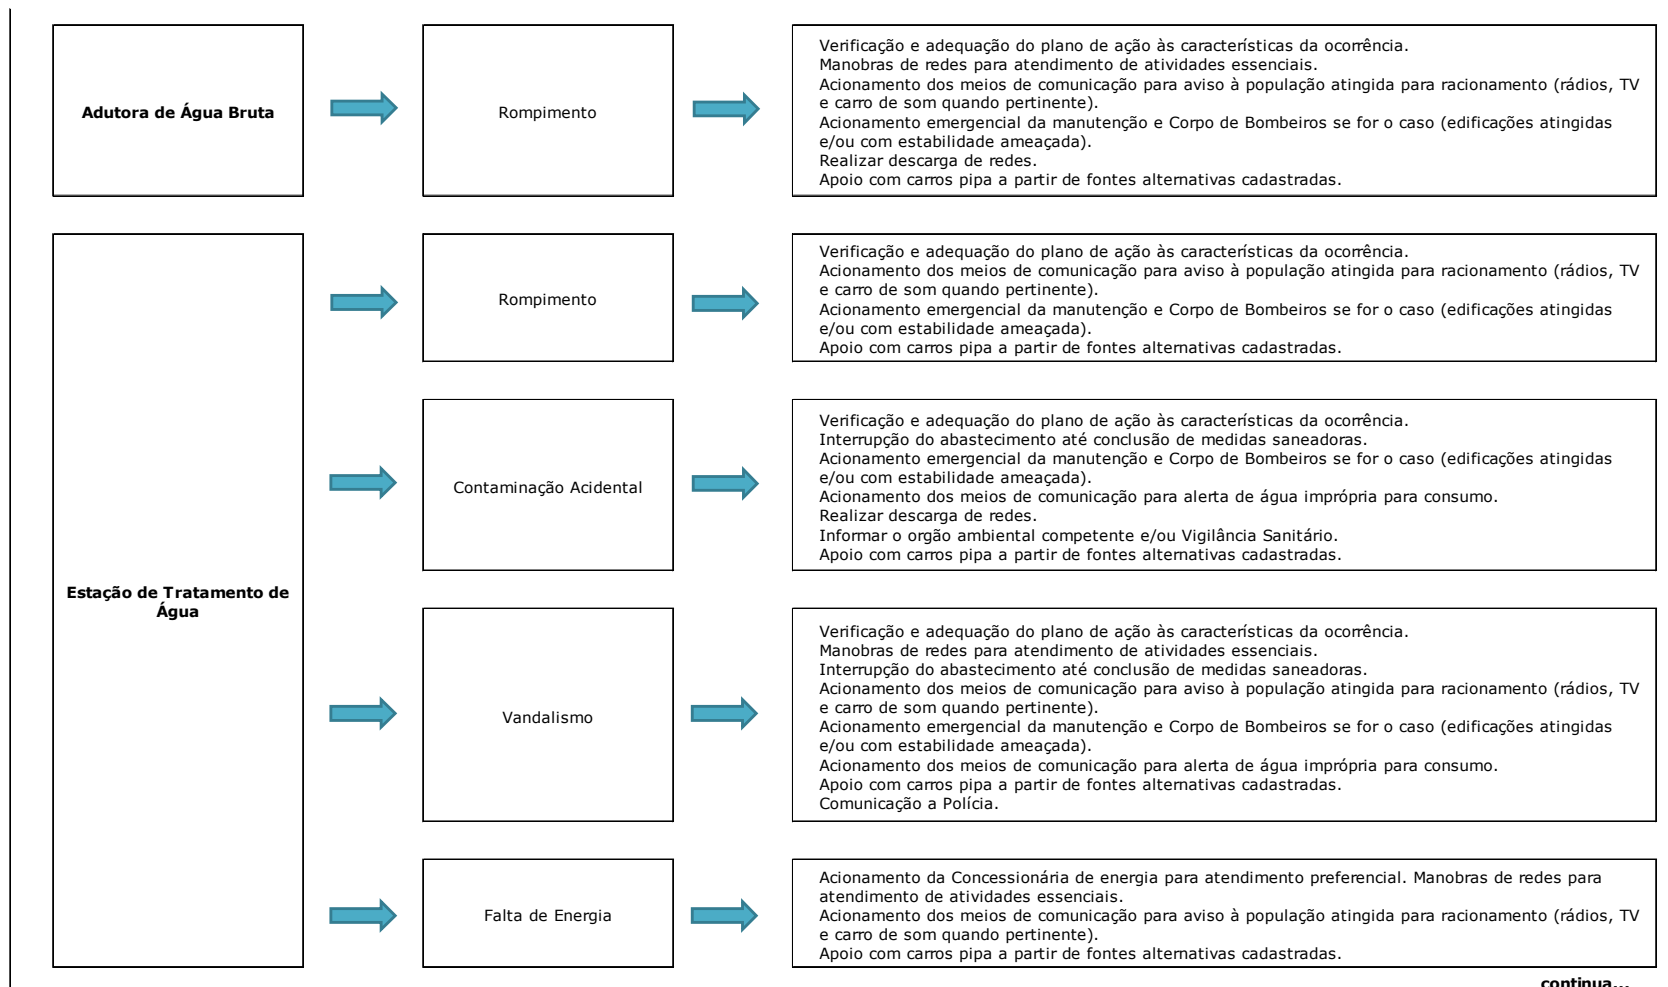 Adutora de Água Bruta
Rompimento
Verificação e adequação do plano de ação às características da ocorrência.
Manobras de redes para atendimento de atividades essenciais.
Acionamento dos meios de comunicação para aviso à população atingida para racionamento (rádios, TV
e carro de som quando pertinente).
Acionamento emergencial da manutenção e Corpo de Bombeiros se for o caso (edificações atingidas
e/ou com estabilidade ameaçada).
Realizar descarga de redes.
Apoio com carros pipa a partir de fontes alternativas cadastradas.
Estação de Tratamento de
Água
Rompimento
Verificação e adequação do plano de ação às características da ocorrência.
Acionamento dos meios de comunicação para aviso à população atingida para racionamento (rádios, TV
e carro de som quando pertinente).
Acionamento emergencial da manutenção e Corpo de Bombeiros se for o caso (edificações atingidas
e/ou com estabilidade ameaçada).
Apoio com carros pipa a partir de fontes alternativas cadastradas.
Contaminação Acidental
Verificação e adequação do plano de ação às características da ocorrência.
Interrupção do abastecimento até conclusão de medidas saneadoras.
Acionamento emergencial da manutenção e Corpo de Bombeiros se for o caso (edificações atingidas
e/ou com estabilidade ameaçada).
Acionamento dos meios de comunicação para alerta de água imprópria para consumo.
Realizar descarga de redes.
Informar o orgão ambiental competente e/ou Vigilância Sanitário.
Apoio com carros pipa a partir de fontes alternativas cadastradas.
Vandalismo
Verificação e adequação do plano de ação às características da ocorrência.
Manobras de redes para atendimento de atividades essenciais.
Interrupção do abastecimento até conclusão de medidas saneadoras.
Acionamento dos meios de comunicação para aviso à população atingida para racionamento (rádios, TV
e carro de som quando pertinente).
Acionamento emergencial da manutenção e Corpo de Bombeiros se for o caso (edificações atingidas
e/ou com estabilidade ameaçada).
Acionamento dos meios de comunicação para alerta de água imprópria para consumo.
Apoio com carros pipa a partir de fontes alternativas cadastradas.
Comunicação a Polícia.
Falta de Energia
Acionamento da Concessionária de energia para atendimento preferencial. Manobras de redes para
atendimento de atividades essenciais.
Acionamento dos meios de comunicação para aviso à população atingida para racionamento (rádios, TV
e carro de som quando pertinente).
Apoio com carros pipa a partir de fontes alternativas cadastradas.
continua...